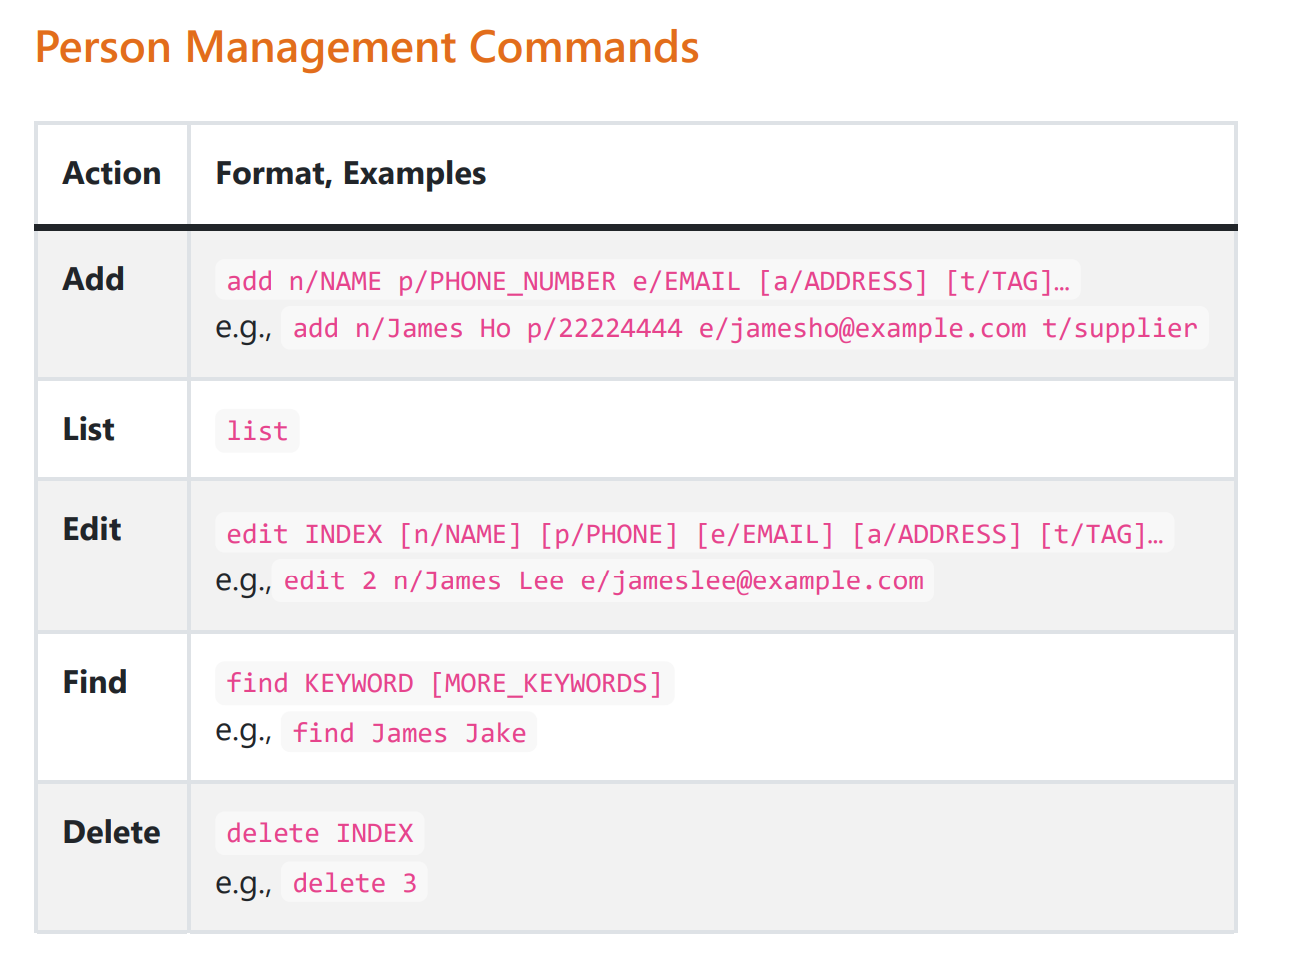 Person Management Commands
Action
Format, Examples
Add
add n/NAME p/PHONE_NUMBER e/EMAIL [a/ADDRESS] [t/TAG]…
e.g., add n/James Ho p/22224444 e/jamesho@example.com t/supplier
List
list
Edit
edit INDEX [n/NAME] [p/PHONE] [e/EMAIL] [a/ADDRESS] [t/TAG]…
e.g., edit 2 n/James Lee e/jameslee@example.com
Find
find KEYWORD [MORE_KEYWORDS]
e.g., find James Jake
Delete
delete INDEX
e.g., delete 3